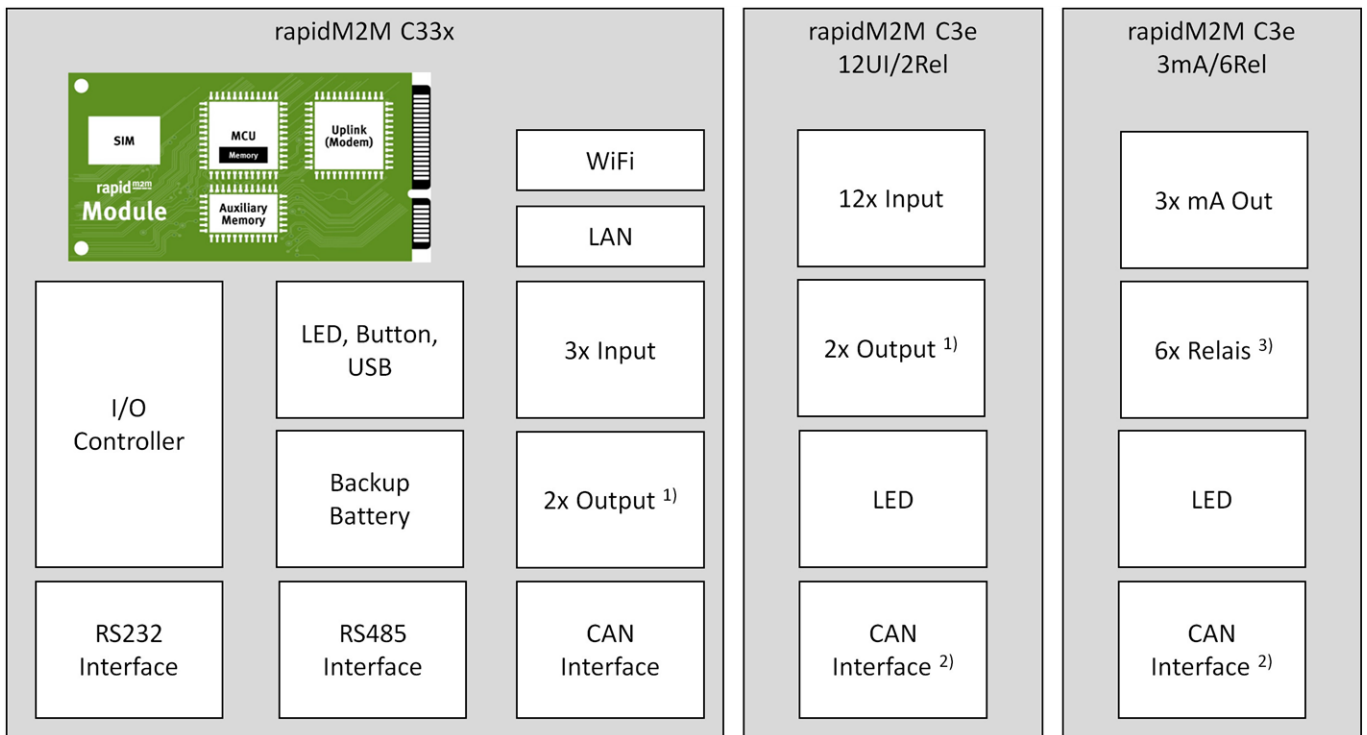 rapidM2M C33x
SIM
MCU
Memory
Uplink
(Modem)
rapid m2m
Module
Auxiliary
Memory
WiFi
LAN
I/O
Controller
LED, Button,
USB
3x Input
Backup
Battery
2x Output 1)
RS232
Interface
RS485
Interface
CAN
Interface
rapidM2M C3e
12UI/2Rel
12x Input
2x Output 1)
LED
CAN
Interface 2)
rapidM2M C3e
3mA/6Rel
3x mA Out
6x Relais 3)
LED
CAN
Interface 2)